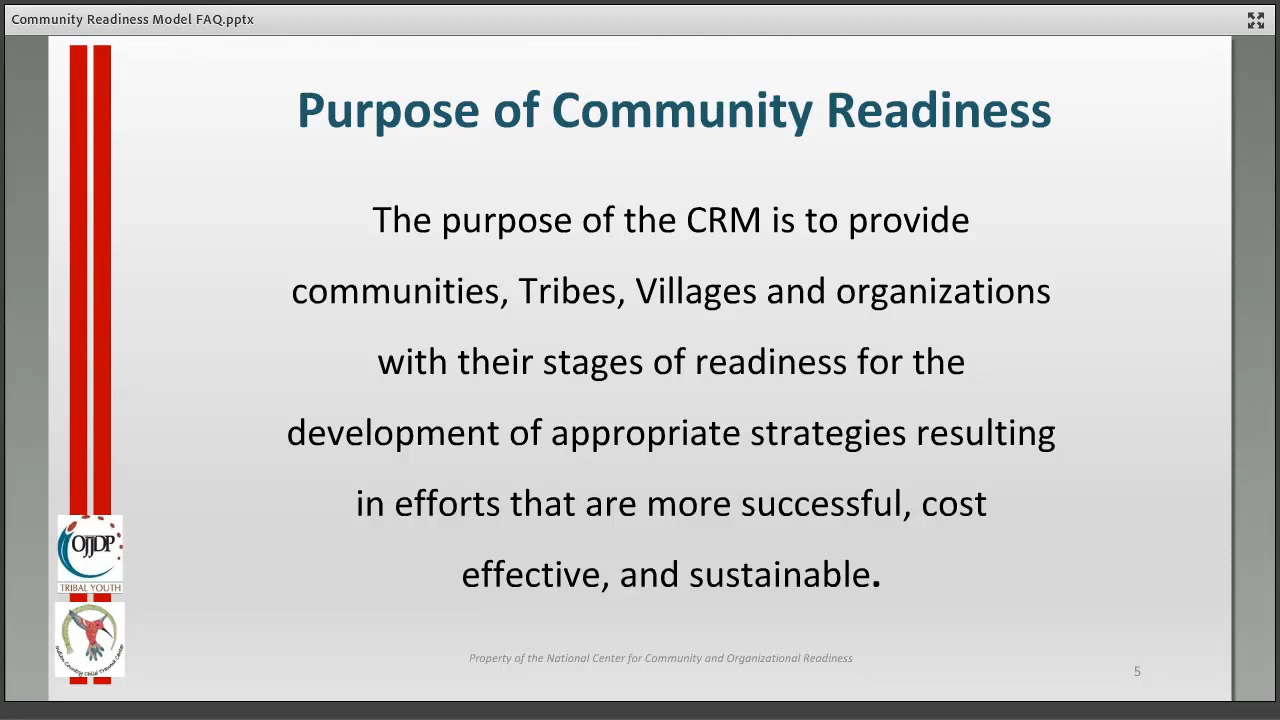 Community Readiness Model FAQ.pptx
Purpose of Community Readiness
The purpose of the CRM is to provide
communities, Tribes, Villages and organizations
with their stages of readiness for the
development of appropriate strategies resulting
in efforts that are more successful, cost
effective, and sustainable.
OJJDP
TRIBAL YOUTH
Property of the National Center for Community and Organizational Readiness
5